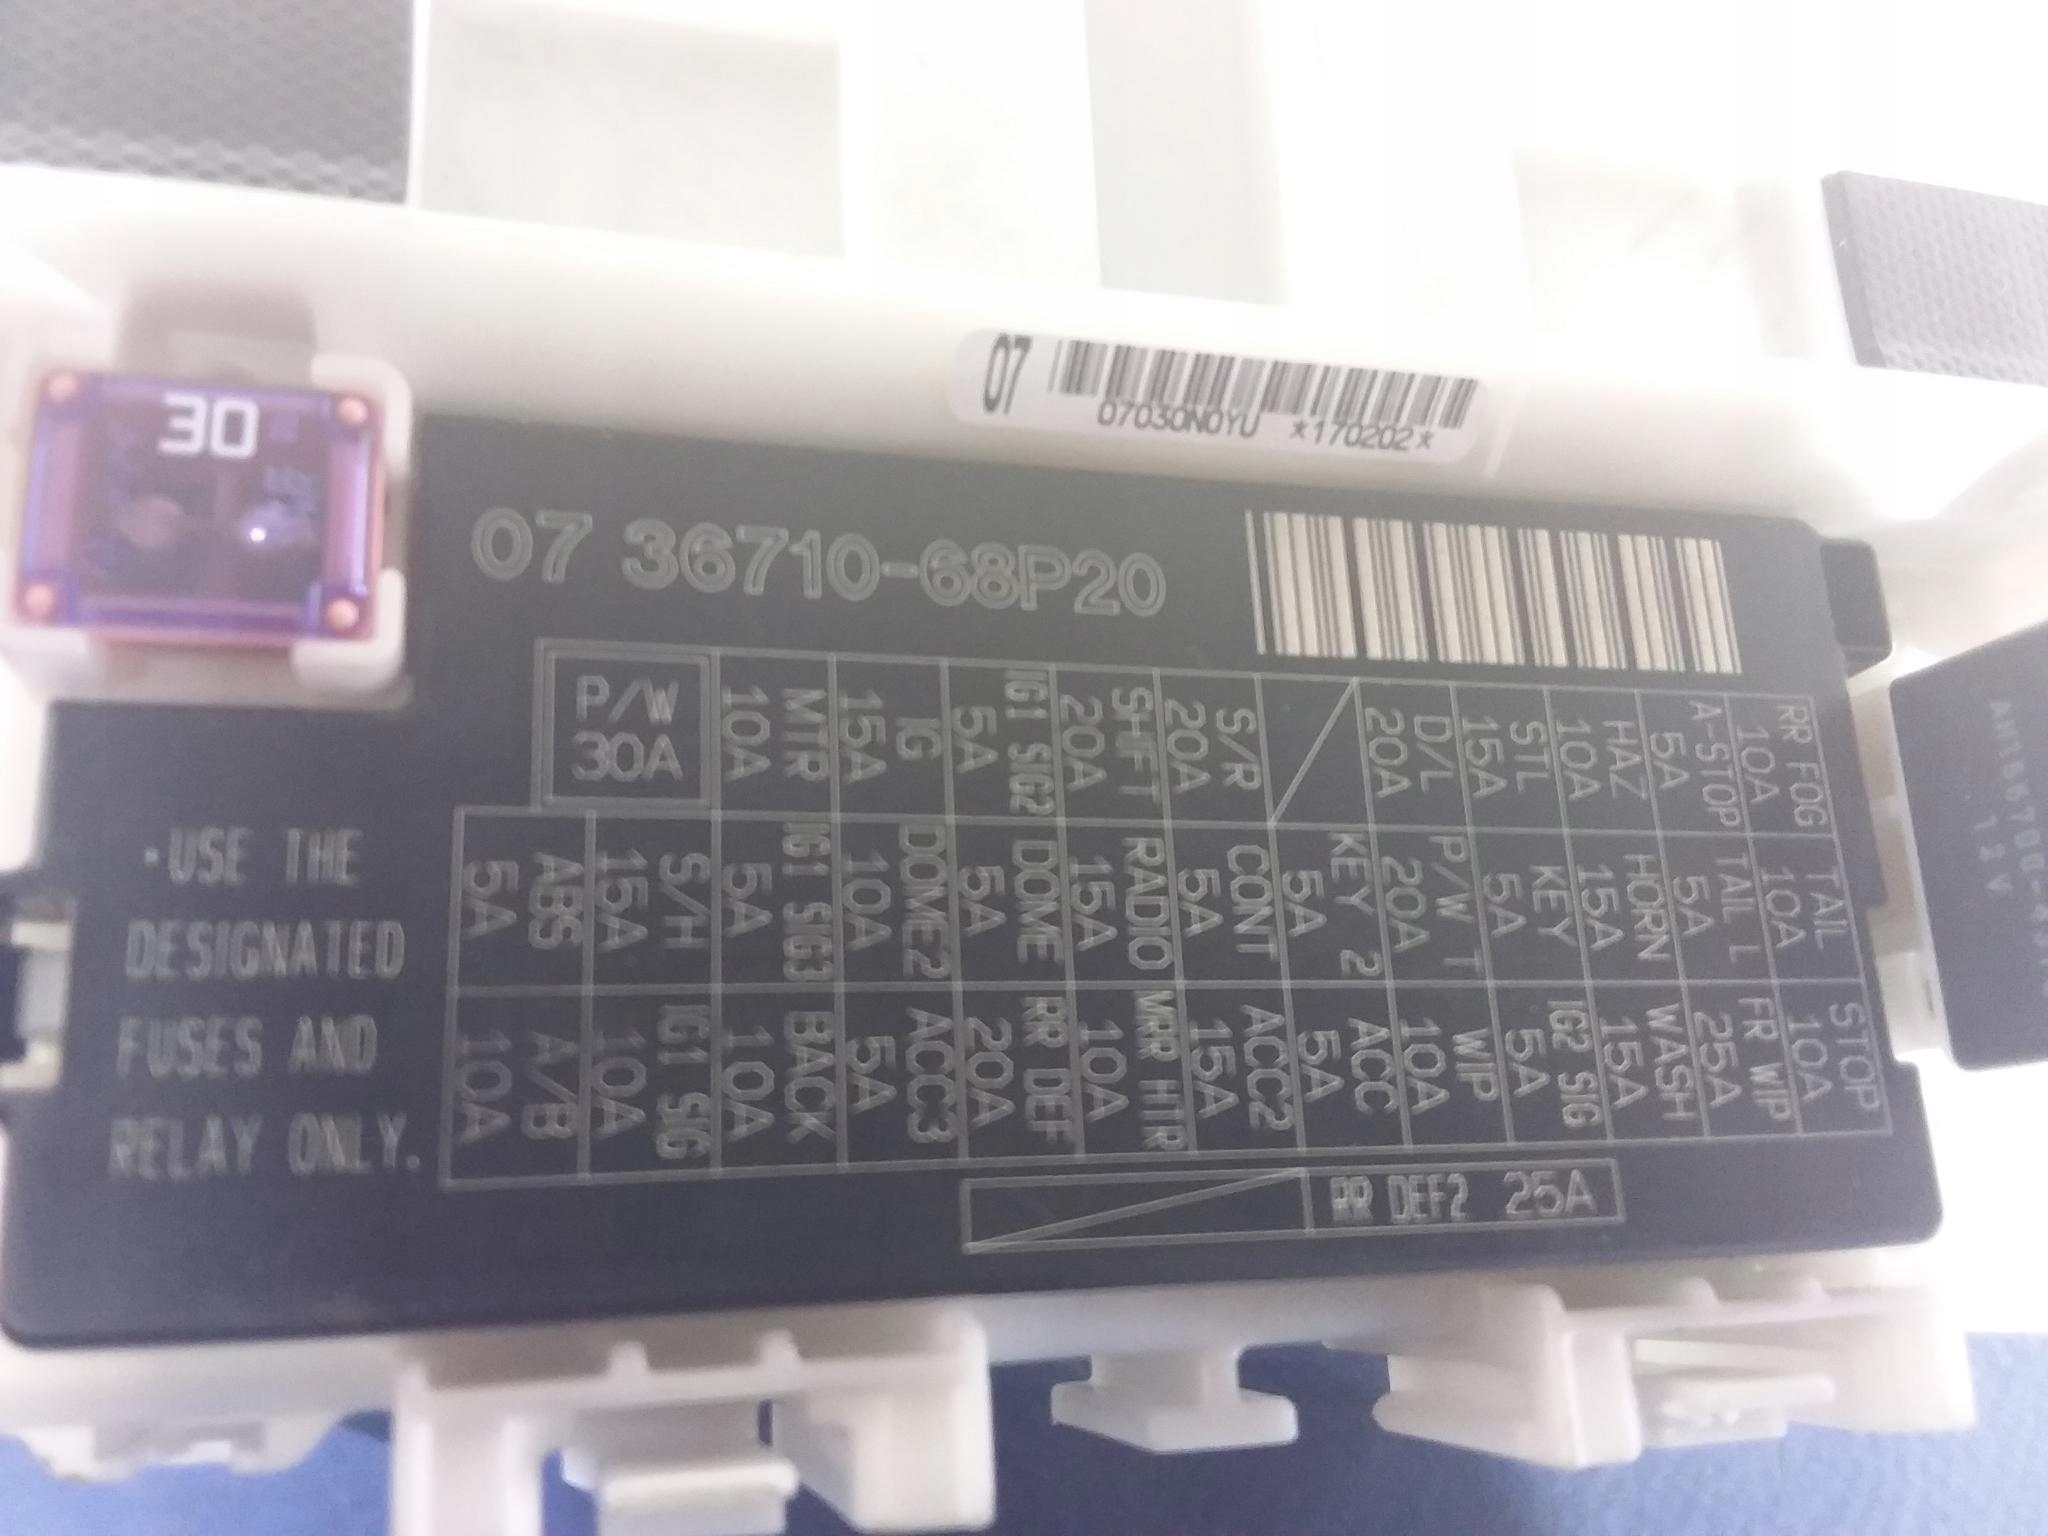 30
07
07030N0YU *170202*
07 36710-68P20
P/W
30A
MTR
10A
IG
15A
IG1 SIG2
5A
SHIFT
20A
S/R
20A
D/L
20A
STL
15A
HAZ
10A
A-STOP
5A
RR FOG
10A
ABS
5A
S/H
15A
IG1 SIG3
5A
DOME2
10A
DOME
5A
RADIO
15A
CONT
5A
KEY 2
5A
P/W T
20A
KEY
5A
HORN
15A
TAIL L
5A
TAIL
10A
A/B
10A
IG1 SIG
10A
BACK
10A
ACC3
5A
RR DEF
20A
MRR HTR
10A
ACC2
15A
ACC
5A
WIP
10A
IG2 SIG
5A
WASH
15A
FR WIP
25A
STOP
10A
RR DEF2 25A
·USE THE
DESIGNATED
FUSES AND
RELAY ONLY.
12V